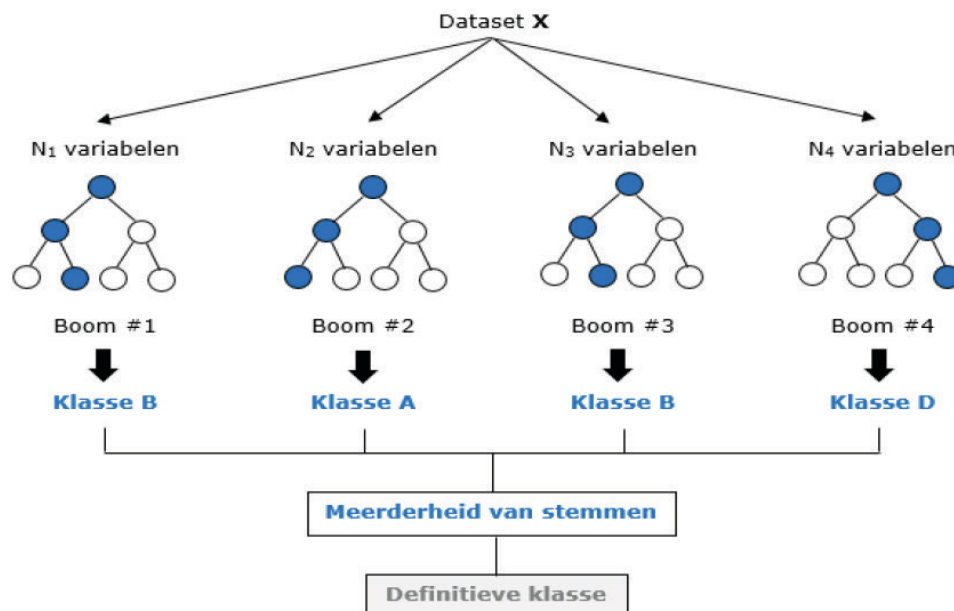 Dataset X
N₁ variabelen N₂ variabelen N₃ variabelen N₄ variabelen
Boom #1 Boom #2 Boom #3 Boom #4
Klasse B Klasse A Klasse B Klasse D
Meerderheid van stemmen
Definitieve klasse